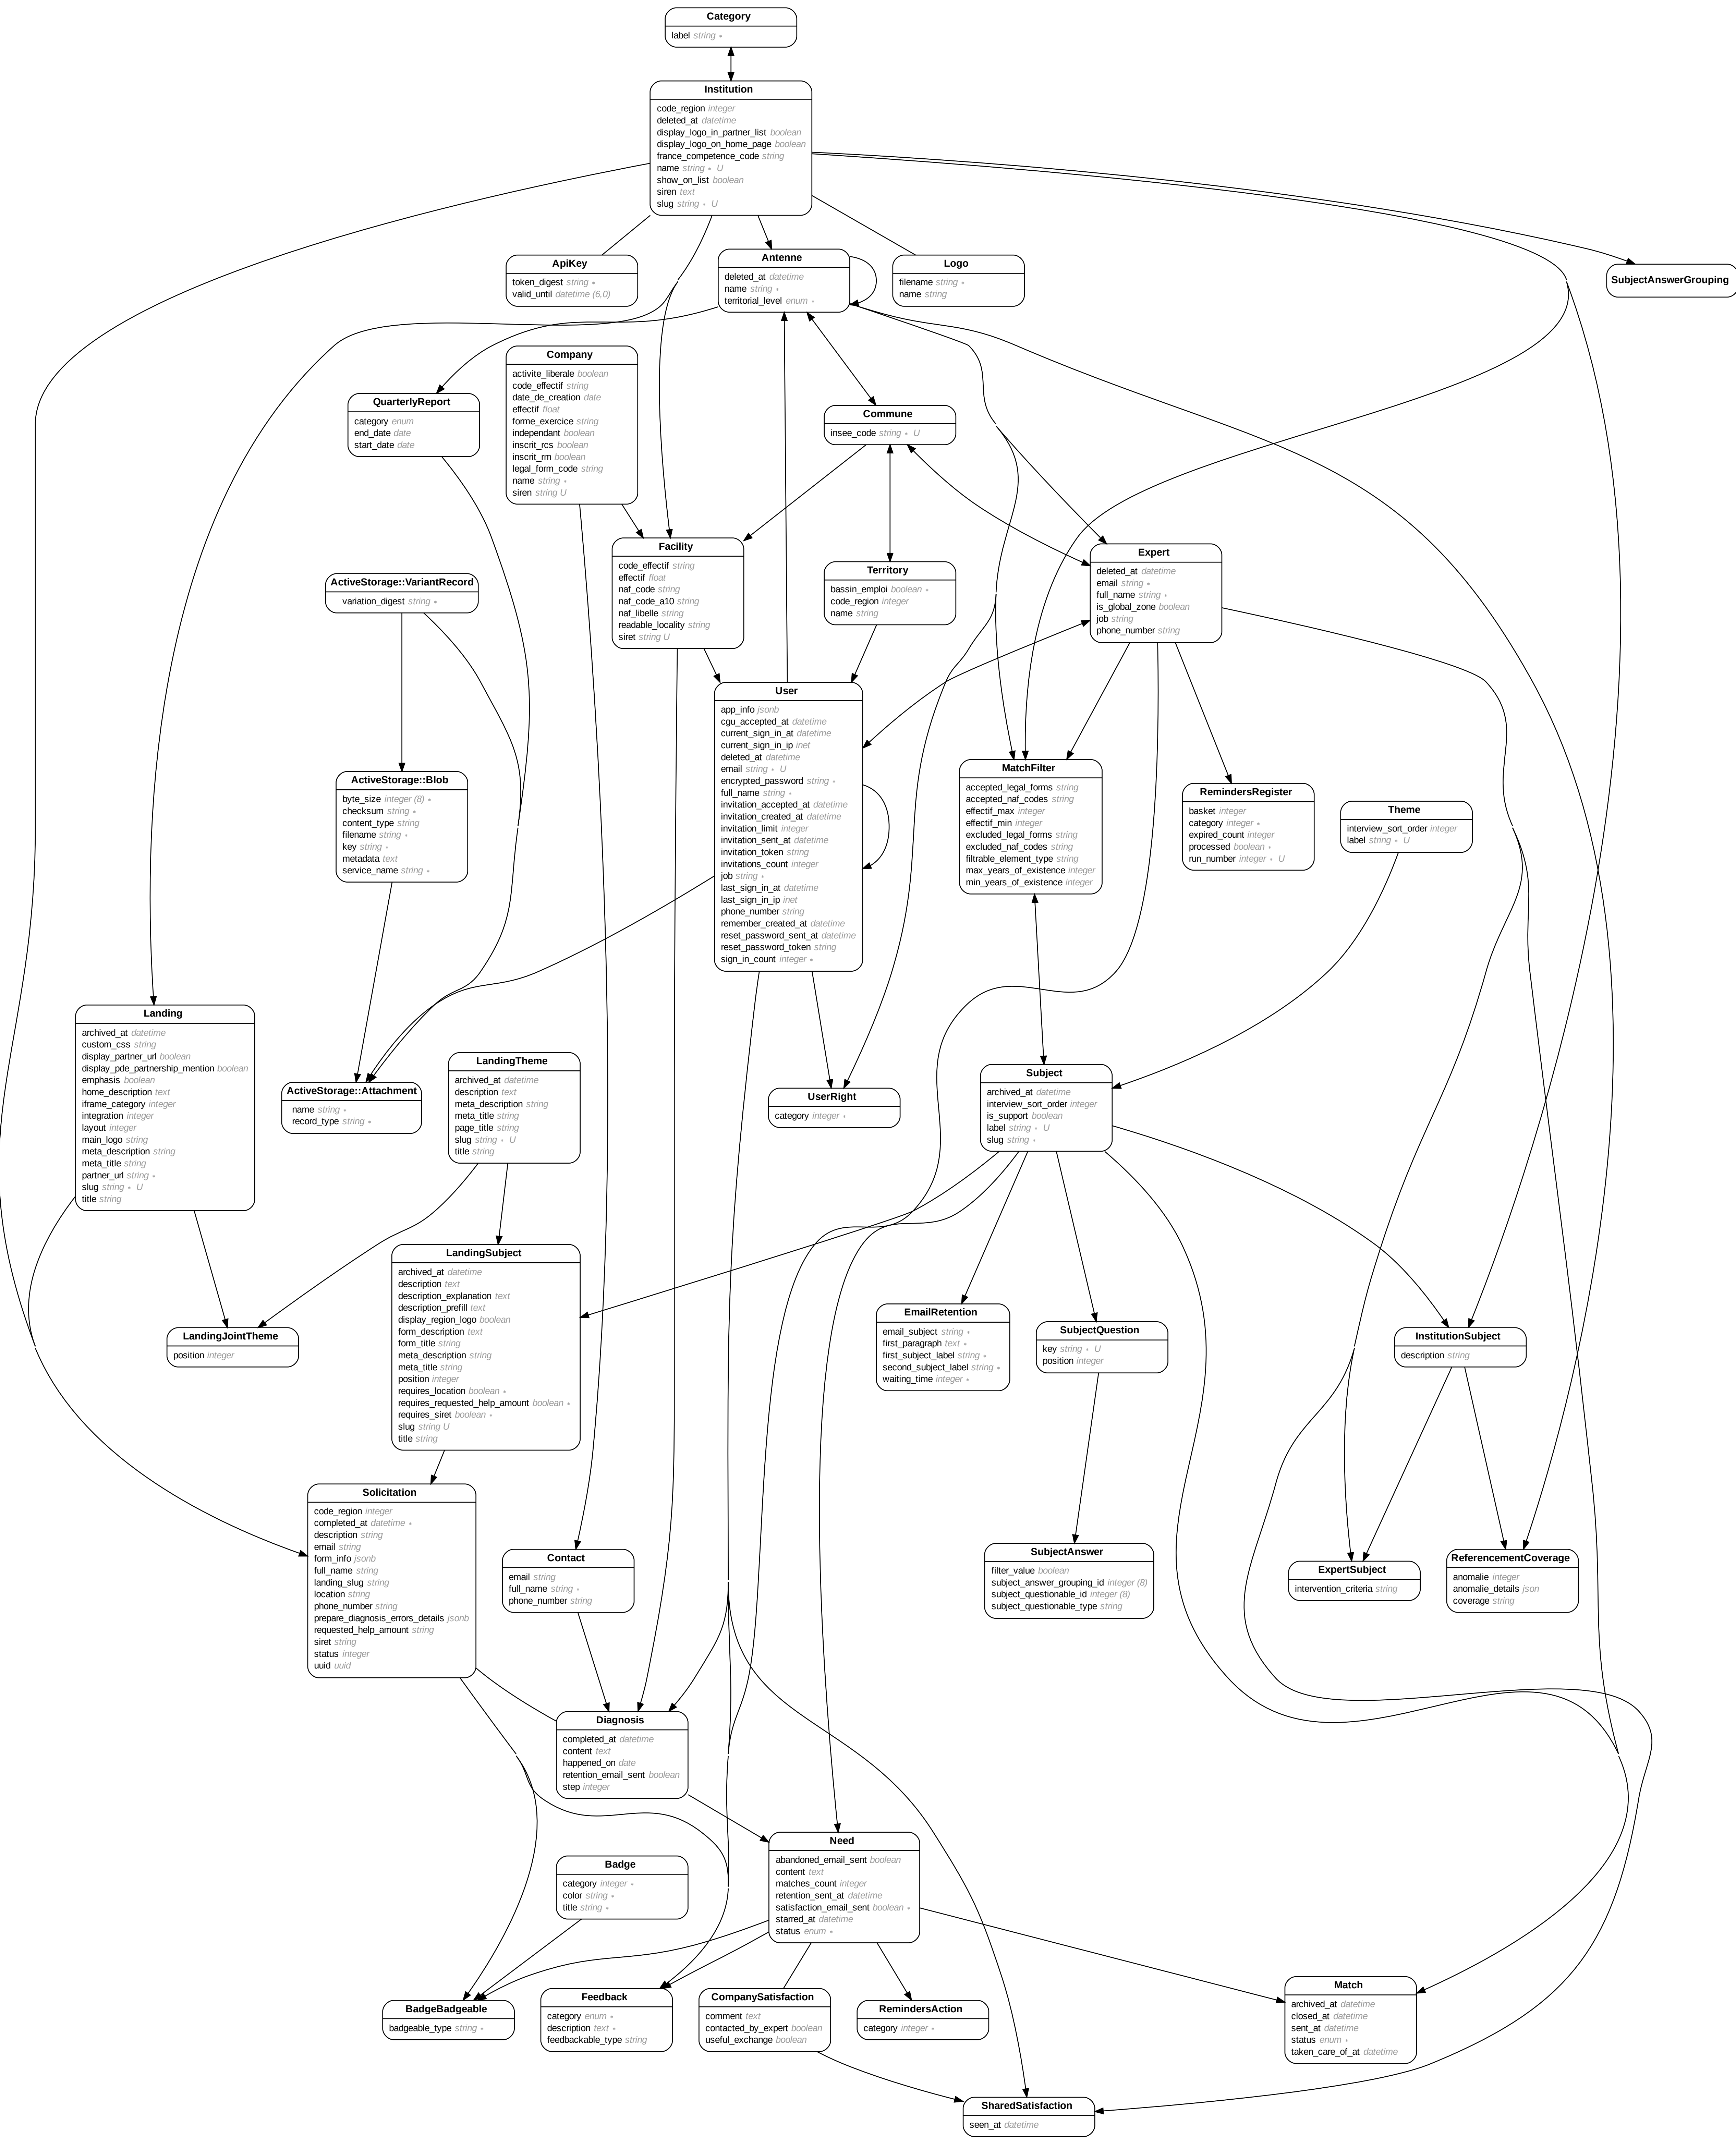 Category
label string ∗
Institution
code_region integer
deleted_at datetime
display_logo_in_partner_list boolean
display_logo_on_home_page boolean
france_competence_code string
name string ∗ U
show_on_list boolean
siren text
slug string ∗ U
ApiKey
token_digest string ∗
valid_until datetime (6,0)
Antenne
deleted_at datetime
name string ∗
territorial_level enum ∗
Logo
filename string ∗
name string
SubjectAnswerGrouping
Company
activite_liberale boolean
code_effectif string
date_de_creation date
effectif float
forme_exercice string
independant boolean
inscrit_rcs boolean
inscrit_rm boolean
legal_form_code string
name string ∗
siren string U
QuarterlyReport
category enum
end_date date
start_date date
Commune
insee_code string ∗ U
Facility
code_effectif string
effectif float
naf_code string
naf_code_a10 string
naf_libelle string
readable_locality string
siret string U
Territory
bassin_emploi boolean ∗
code_region integer
name string
Expert
deleted_at datetime
email string ∗
full_name string ∗
is_global_zone boolean
job string
phone_number string
ActiveStorage::VariantRecord
variation_digest string ∗
User
app_info jsonb
cgu_accepted_at datetime
current_sign_in_at datetime
current_sign_in_ip inet
deleted_at datetime
email string ∗ U
encrypted_password string ∗
full_name string ∗
invitation_accepted_at datetime
invitation_created_at datetime
invitation_limit integer
invitation_sent_at datetime
invitation_token string
invitations_count integer
job string ∗
last_sign_in_at datetime
last_sign_in_ip inet
phone_number string
remember_created_at datetime
reset_password_sent_at datetime
reset_password_token string
sign_in_count integer ∗
ActiveStorage::Blob
byte_size integer (8) ∗
checksum string ∗
content_type string
filename string ∗
key string ∗
metadata text
service_name string ∗
MatchFilter
accepted_legal_forms string
accepted_naf_codes string
effectif_max integer
effectif_min integer
excluded_legal_forms string
excluded_naf_codes string
filtrable_element_type string
max_years_of_existence integer
min_years_of_existence integer
RemindersRegister
basket integer
category integer ∗
expired_count integer
processed boolean ∗
run_number integer ∗ U
Theme
interview_sort_order integer
label string ∗ U
Landing
archived_at datetime
custom_css string
display_partner_url boolean
display_pde_partnership_mention boolean
emphasis boolean
home_description text
iframe_category integer
integration integer
layout integer
main_logo string
meta_description string
meta_title string
partner_url string ∗
slug string ∗ U
title string
ActiveStorage::Attachment
name string ∗
record_type string ∗
LandingTheme
archived_at datetime
description text
meta_description string
meta_title string
page_title string
slug string ∗ U
title string
UserRight
category integer ∗
Subject
archived_at datetime
interview_sort_order integer
is_support boolean
label string ∗ U
slug string ∗
LandingSubject
archived_at datetime
description text
description_explanation text
description_prefill text
display_region_logo boolean
form_description text
form_title string
meta_description string
meta_title string
position integer
requires_location boolean ∗
requires_requested_help_amount boolean ∗
requires_siret boolean ∗
slug string U
title string
LandingJointTheme
position integer
EmailRetention
email_subject string ∗
first_paragraph text ∗
first_subject_label string ∗
second_subject_label string ∗
waiting_time integer ∗
SubjectQuestion
key string ∗ U
position integer
InstitutionSubject
description string
Solicitation
code_region integer
completed_at datetime ∗
description string
email string
form_info jsonb
full_name string
landing_slug string
location string
phone_number string
prepare_diagnosis_errors_details jsonb
requested_help_amount string
siret string
status integer
uuid uuid
Contact
email string
full_name string ∗
phone_number string
SubjectAnswer
filter_value boolean
subject_answer_grouping_id integer (8)
subject_questionable_id integer (8)
subject_questionable_type string
ExpertSubject
intervention_criteria string
ReferencementCoverage
anomalie integer
anomalie_details json
coverage string
Diagnosis
completed_at datetime
content text
happened_on date
retention_email_sent boolean
step integer
Need
abandoned_email_sent boolean
content text
matches_count integer
retention_sent_at datetime
satisfaction_email_sent boolean ∗
starred_at datetime
status enum ∗
Badge
category integer ∗
color string ∗
title string ∗
BadgeBadgeable
badgeable_type string ∗
Feedback
category enum ∗
description text ∗
feedbackable_type string
CompanySatisfaction
comment text
contacted_by_expert boolean
useful_exchange boolean
RemindersAction
category integer ∗
Match
archived_at datetime
closed_at datetime
sent_at datetime
status enum ∗
taken_care_of_at datetime
SharedSatisfaction
seen_at datetime